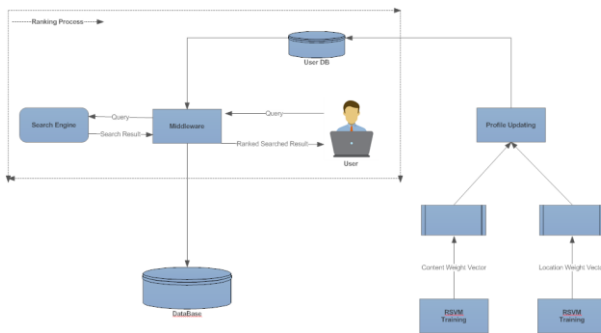 Ranking Process
User DB
Query
Query
Search Engine
Middleware
Profile Updating
Search Result
Ranked Searched Result
User
Content Weight Vector
Location Weight Vecto
DataBase
RSVM
Training
RSVM
Training